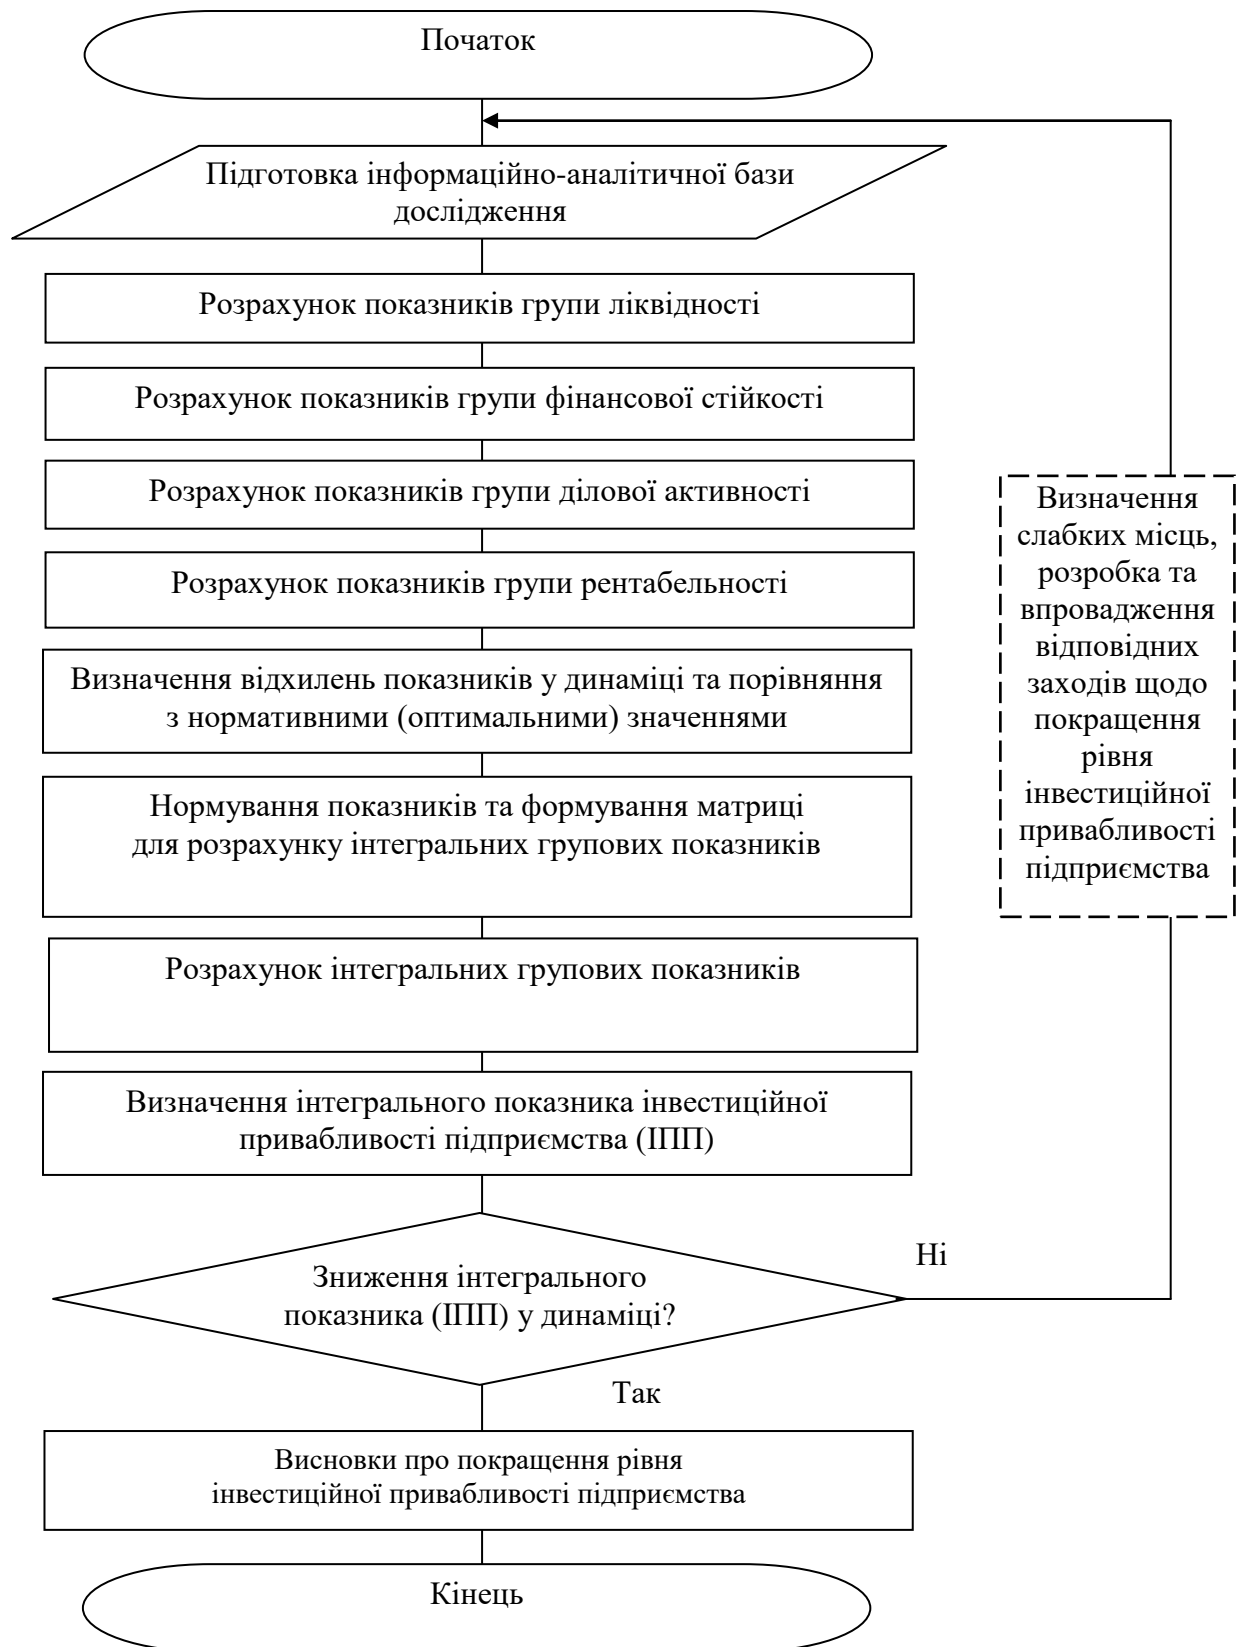 Початок
Підготовка інформаційно-аналітичної бази
дослідження
Розрахунок показників групи ліквідності
Розрахунок показників групи фінансової стійкості
Розрахунок показників групи ділової активності
Розрахунок показників групи рентабельності
Визначення відхилень показників у динаміці та порівняння
з нормативними (оптимальними) значеннями
Нормування показників та формування матриці
для розрахунку інтегральних групових показників
Розрахунок інтегральних групових показників
Визначення інтегрального показника інвестиційної
привабливості підприємства (ІПП)
Зниження інтегрального
показника (ІПП) у динаміці?
Ні
Так
Висновки про покращення рівня
інвестиційної привабливості підприємства
Кінець
Визначення
слабких місць,
розробка та
впровадження
відповідних
заходів щодо
покращення
рівня
інвестиційної
привабливості
підприємства